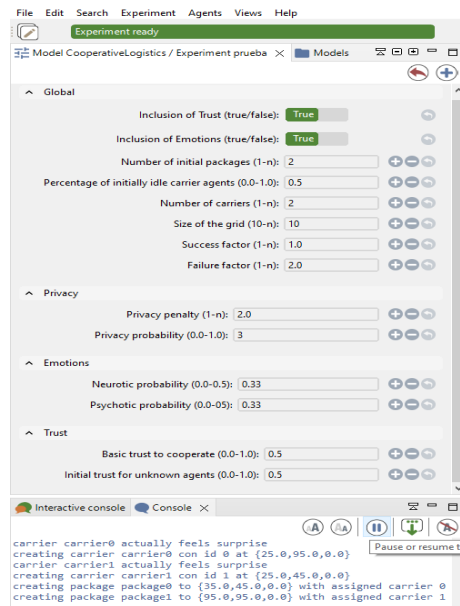 File Edit Search Experiment Agents Views Help
Experiment ready
Model CooperativeLogistics / Experiment prueba
Models
Global
Inclusion of Trust (true/false): True
Inclusion of Emotions (true/false): True
Number of initial packages (1-n): 2
Percentage of initially idle carrier agents (0.0-1.0): 0.5
Number of carriers (1-n): 2
Size of the grid (10-n): 10
Success factor (1-n): 1.0
Failure factor (1-n): 2.0
Privacy
Privacy penalty (1-n): 2.0
Privacy probability (0.0-1.0): 3
Emotions
Neurotic probability (0.0-0.5): 0.33
Psychotic probability (0.0-05): 0.33
Trust
Basic trust to cooperate (0.0-1.0): 0.5
Initial trust for unknown agents (0.0-1.0): 0.5
Interactive console Console
Pause or resume t
carrier carrier0 actually feels surprise
creating carrier carrier0 con id 0 at {25.0,95.0,0.0}
carrier carrier1 actually feels surprise
creating carrier carrier1 con id 1 at {25.0,45.0,0.0}
creating package package0 to {35.0,45.0,0.0} with assigned carrier 0
creating package package1 to {95.0,95.0,0.0} with assigned carrier 1